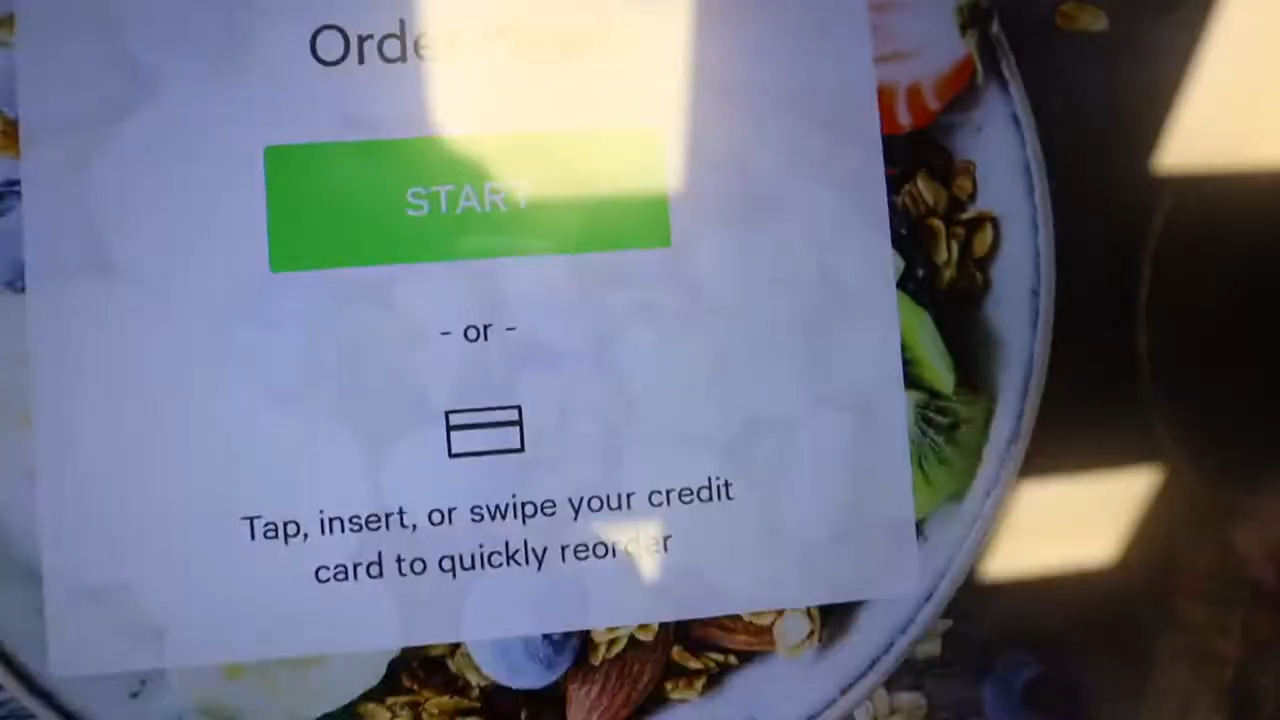 START
- or -
Tap, insert, or swipe your credit
card to quickly reorder